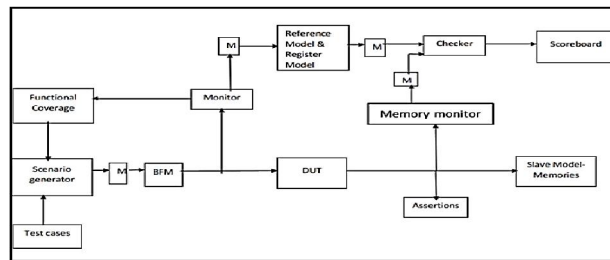 Reference
Model &
Register
Model
M
M
Checker
Scoreboard
M
Functional
Coverage
Monitor
Memory monitor
Scenario
generator
M
BFM
DUT
Slave Model-
Memories
Assertions
Test cases